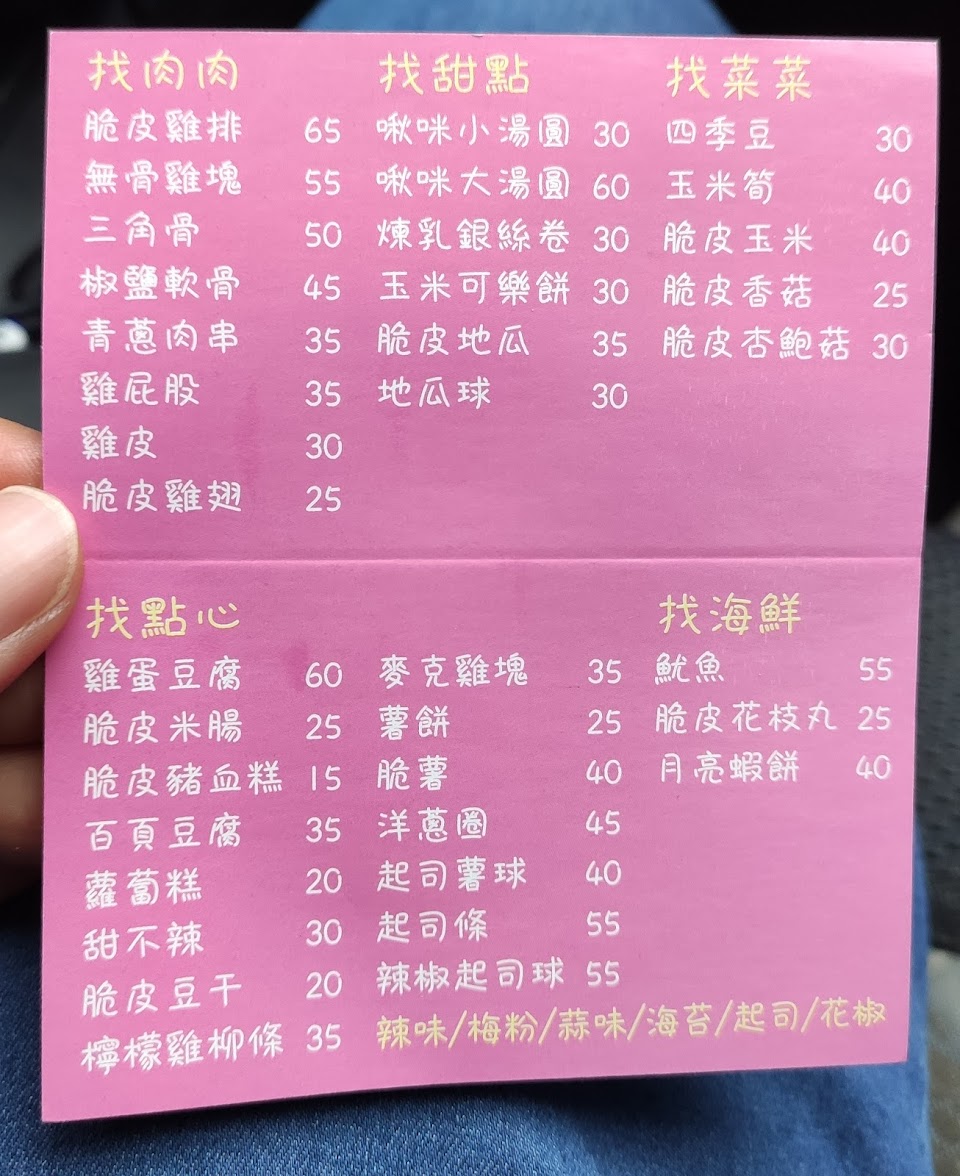 找肉肉
脆皮雞排 65
無骨雞塊 55
三角骨 50
椒鹽軟骨 45
青蔥肉串 35
雞屁股 35
雞皮 30
脆皮雞翅 25
找甜點
啾咪小湯圓 30
啾咪大湯圓 60
煉乳銀絲卷 30
玉米可樂餅 30
脆皮地瓜 35
地瓜球 30
找菜菜
四季豆 30
玉米筍 40
脆皮玉米 40
脆皮香菇 25
脆皮杏鮑菇 30
找點心
雞蛋豆腐 60
脆皮米腸 25
脆皮豬血糕 15
百頁豆腐 35
蘿蔔糕 20
甜不辣 30
脆皮豆干 20
檸檬雞柳條 35
麥克雞塊 35
薯餅 25
脆薯 40
洋蔥圈 45
起司薯球 40
起司條 55
辣椒起司球 55
找海鮮
魷魚 55
脆皮花枝丸 25
月亮蝦餅 40
辣味/梅粉/蒜味/海苔/起司/花椒